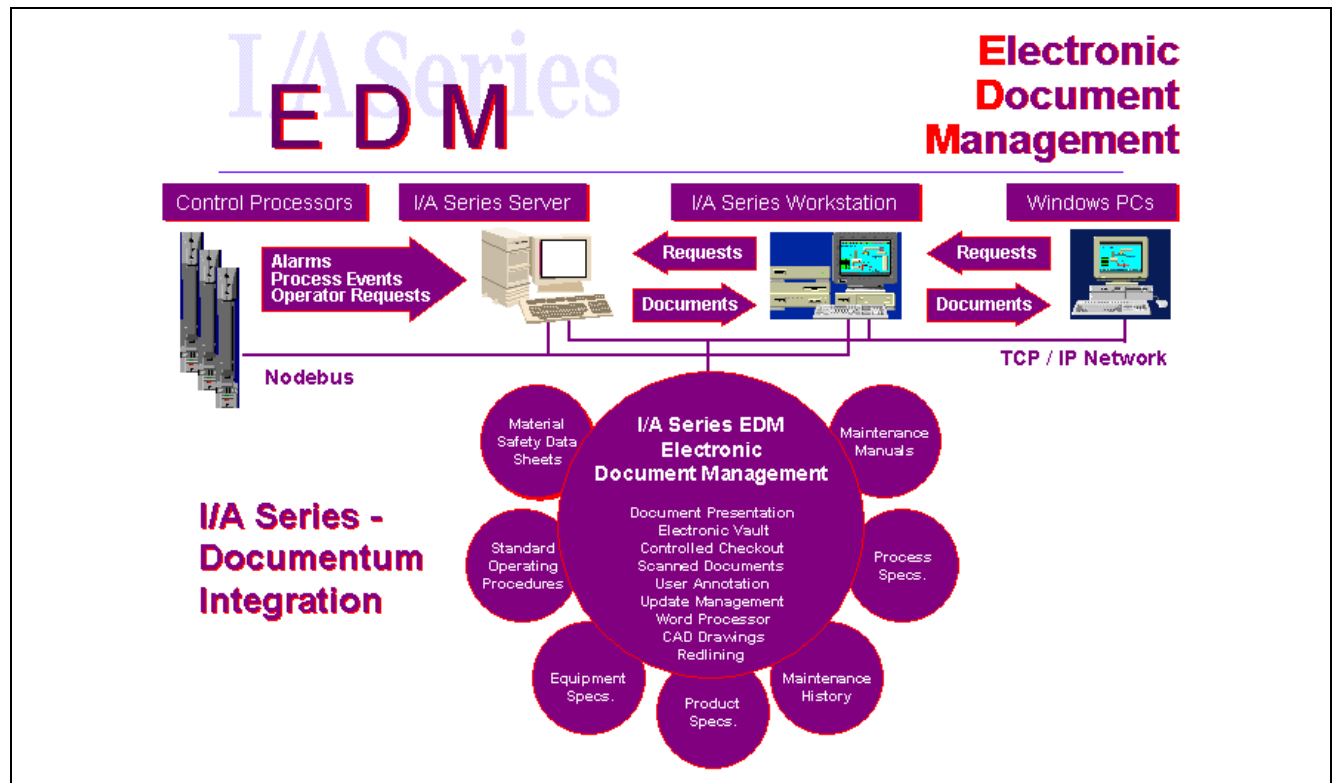 I/ASeries
E D M
Electronic
Document
Management
Control Processors
I/A Series Server
I/A Series Workstation
Windows PCs
Alarms
Process Events
Operator Requests
Requests
Documents
Requests
Documents
Nodebus
TCP / IP Network
I/A Series EDM
Electronic
Document Management
Document Presentation
Electronic Vault
Controlled Checkout
Scanned Documents
User Annotation
Update Management
Word Processor
CAD Drawings
Redlining
Material
Safety Data
Sheets
Standard
Operating
Procedures
Equipment
Specs.
Product
Specs.
Maintenance
History
Process
Specs.
Maintenance
Manuals
I/A Series -
Documentum
Integration